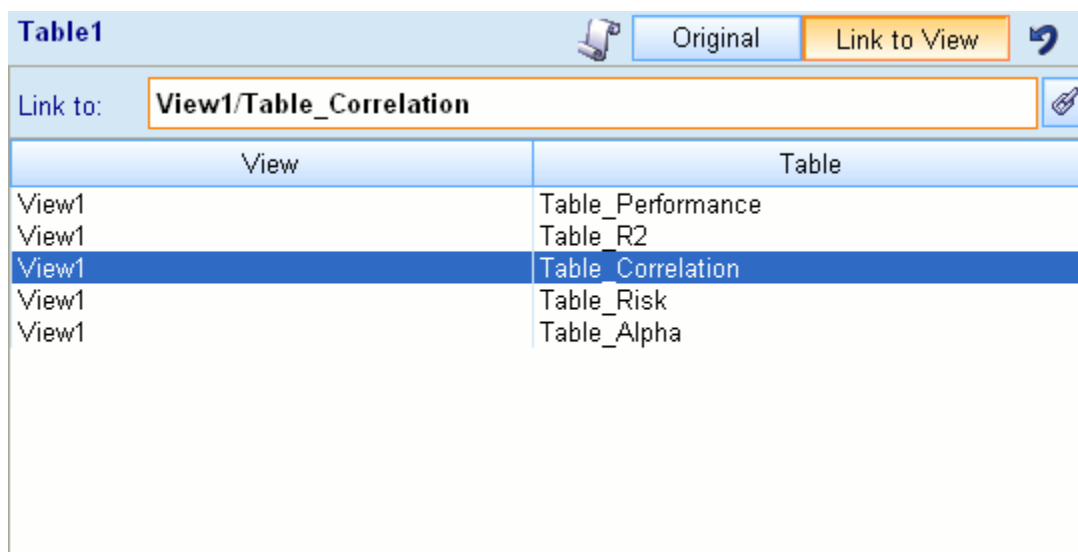 Table1 Original Link to View
Link to: View1/Table_Correlation
View Table
View1 Table_Performance
View1 Table_R2
View1 Table_Correlation
View1 Table_Risk
View1 Table_Alpha